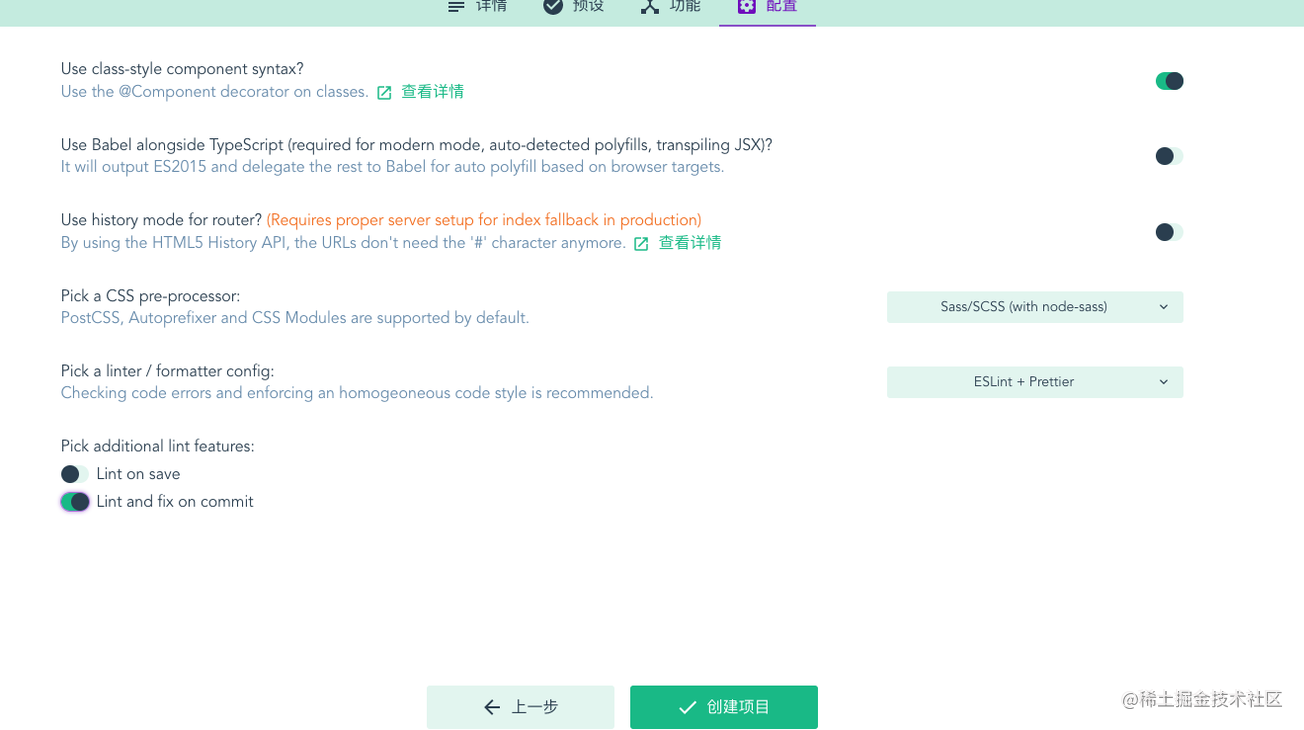 详情 预设 功能 配置
Use class-style component syntax?
Use the @Component decorator on classes. 查看详情
Use Babel alongside TypeScript (required for modern mode, auto-detected polyfills, transpiling JSX)?
It will output ES2015 and delegate the rest to Babel for auto polyfill based on browser targets.
Use history mode for router? (Requires proper server setup for index fallback in production)
By using the HTML5 History API, the URLs don't need the '#' character anymore. 查看详情
Pick a CSS pre-processor:
PostCSS, Autoprefixer and CSS Modules are supported by default.
Sass/SCSS (with node-sass)
Pick a linter / formatter config:
Checking code errors and enforcing an homogeoneous code style is recommended.
ESLint + Prettier
Pick additional lint features:
Lint on save
Lint and fix on commit
上一步 创建项目
@稀土掘金技术社区